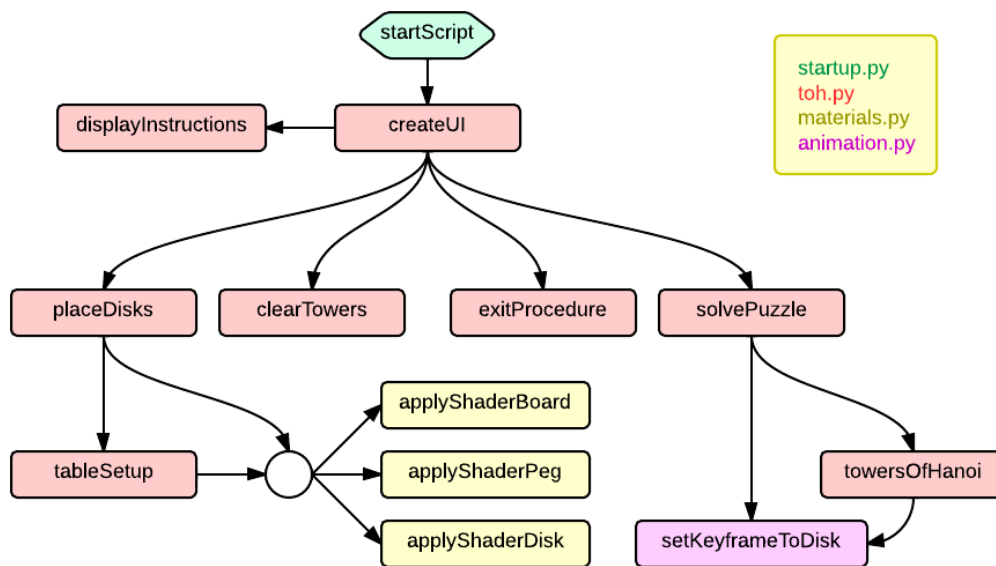 startScript
startup.py
toh.py
materials.py
animation.py
displayInstructions
createUI
placeDisks
clearTowers
exitProcedure
solvePuzzle
applyShaderBoard
tableSetup
applyShaderPeg
towersOfHanoi
applyShaderDisk
setKeyframeToDisk